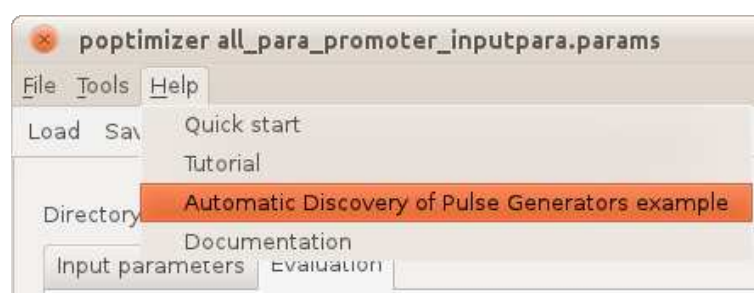 poptimizer all_para_promoter_inputpara.params
File Tools Help
Load Sav
Quick start
Tutorial
Automatic Discovery of Pulse Generators example
Directory
Documentation
Input parameters Evaluation